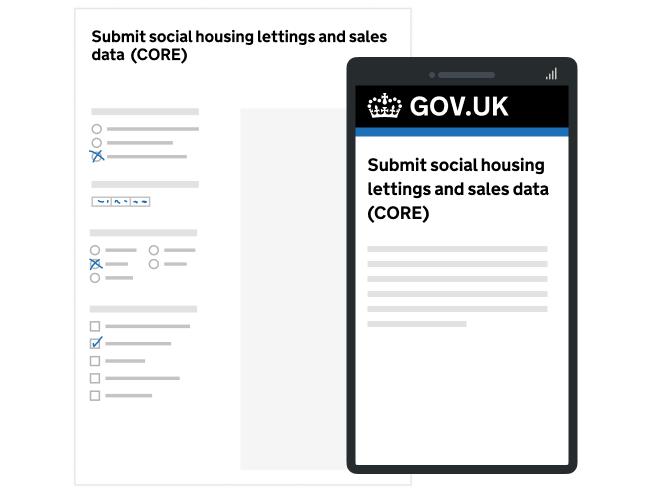 Submit social housing lettings and sales
data (CORE)
GOV.UK
Submit social housing
lettings and sales data
(CORE)